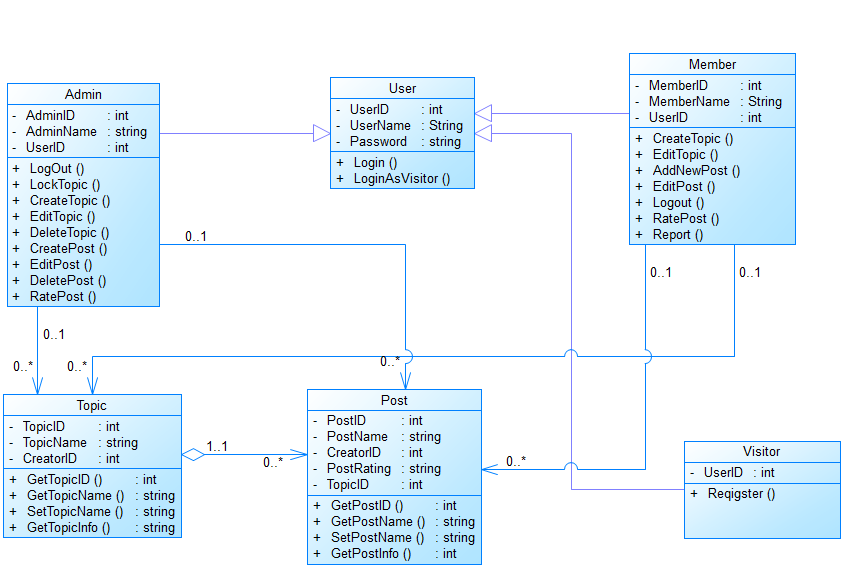 Admin
- AdminID : int
- AdminName : string
- UserID : int
+ LogOut ()
+ LockTopic ()
+ CreateTopic ()
+ EditTopic ()
+ DeleteTopic ()
+ CreatePost ()
+ EditPost ()
+ DeletePost ()
+ RatePost ()
User
- UserID : int
- UserName : String
- Password : string
+ Login ()
+ LoginAsVisitor ()
Member
- MemberID : int
- MemberName : String
- UserID : int
+ CreateTopic ()
+ EditTopic ()
+ AddNewPost ()
+ EditPost ()
+ Logout ()
+ RatePost ()
+ Report ()
0..1
0..1
0..1
0..1
0..*
0..*
0..*
Topic
- TopicID : int
- TopicName : string
- CreatorID : int
+ GetTopicID () : int
+ GetTopicName () : string
+ SetTopicName () : string
+ GetTopicInfo () : string
1..1
0..*
Post
- PostID : int
- PostName : string
- CreatorID : int
- PostRating : string
- TopicID : int
+ GetPostID () : int
+ GetPostName () : string
+ SetPostName () : string
+ GetPostInfo () : int
0..*
Visitor
- UserID : int
+ Reqigster ()